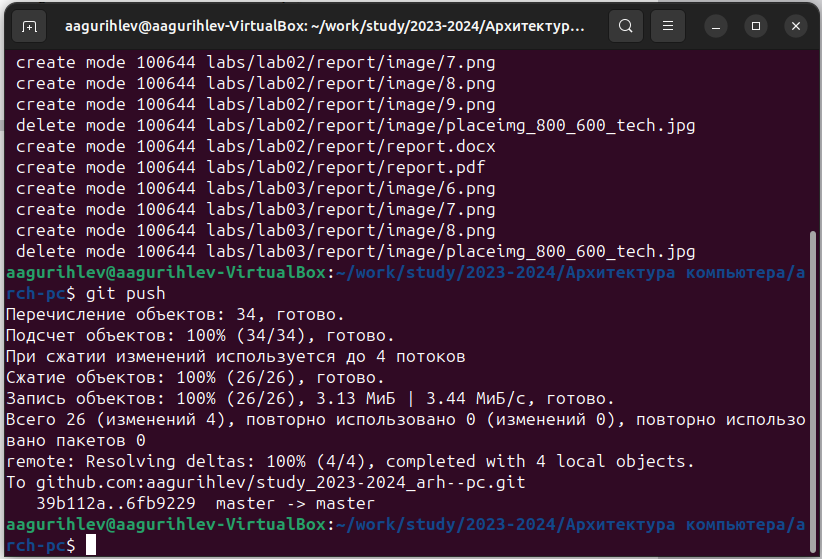 aagurihlev@aagurihlev-VirtualBox: ~/work/study/2023-2024/Архитектур...
create mode 100644 labs/lab02/report/image/7.png
create mode 100644 labs/lab02/report/image/8.png
create mode 100644 labs/lab02/report/image/9.png
delete mode 100644 labs/lab02/report/image/placeimg_800_600_tech.jpg
create mode 100644 labs/lab02/report/report.docx
create mode 100644 labs/lab02/report/report.pdf
create mode 100644 labs/lab03/report/image/6.png
create mode 100644 labs/lab03/report/image/7.png
create mode 100644 labs/lab03/report/image/8.png
delete mode 100644 labs/lab03/report/image/placeimg_800_600_tech.jpg
aagurihlev@aagurihlev-VirtualBox:~/work/study/2023-2024/Архитектура компьютера/a
rch-pc$ git push
Перечисление объектов: 34, готово.
Подсчет объектов: 100% (34/34), готово.
При сжатии изменений используется до 4 потоков
Сжатие объектов: 100% (26/26), готово.
Запись объектов: 100% (26/26), 3.13 МиБ | 3.44 МиБ/с, готово.
Всего 26 (изменений 4), повторно использовано 0 (изменений 0), повторно использо
вано пакетов 0
remote: Resolving deltas: 100% (4/4), completed with 4 local objects.
To github.com:aagurihlev/study_2023-2024_arh--pc.git
39b112a..6fb9229  master -> master
aagurihlev@aagurihlev-VirtualBox:~/work/study/2023-2024/Архитектура компьютера/a
rch-pc$